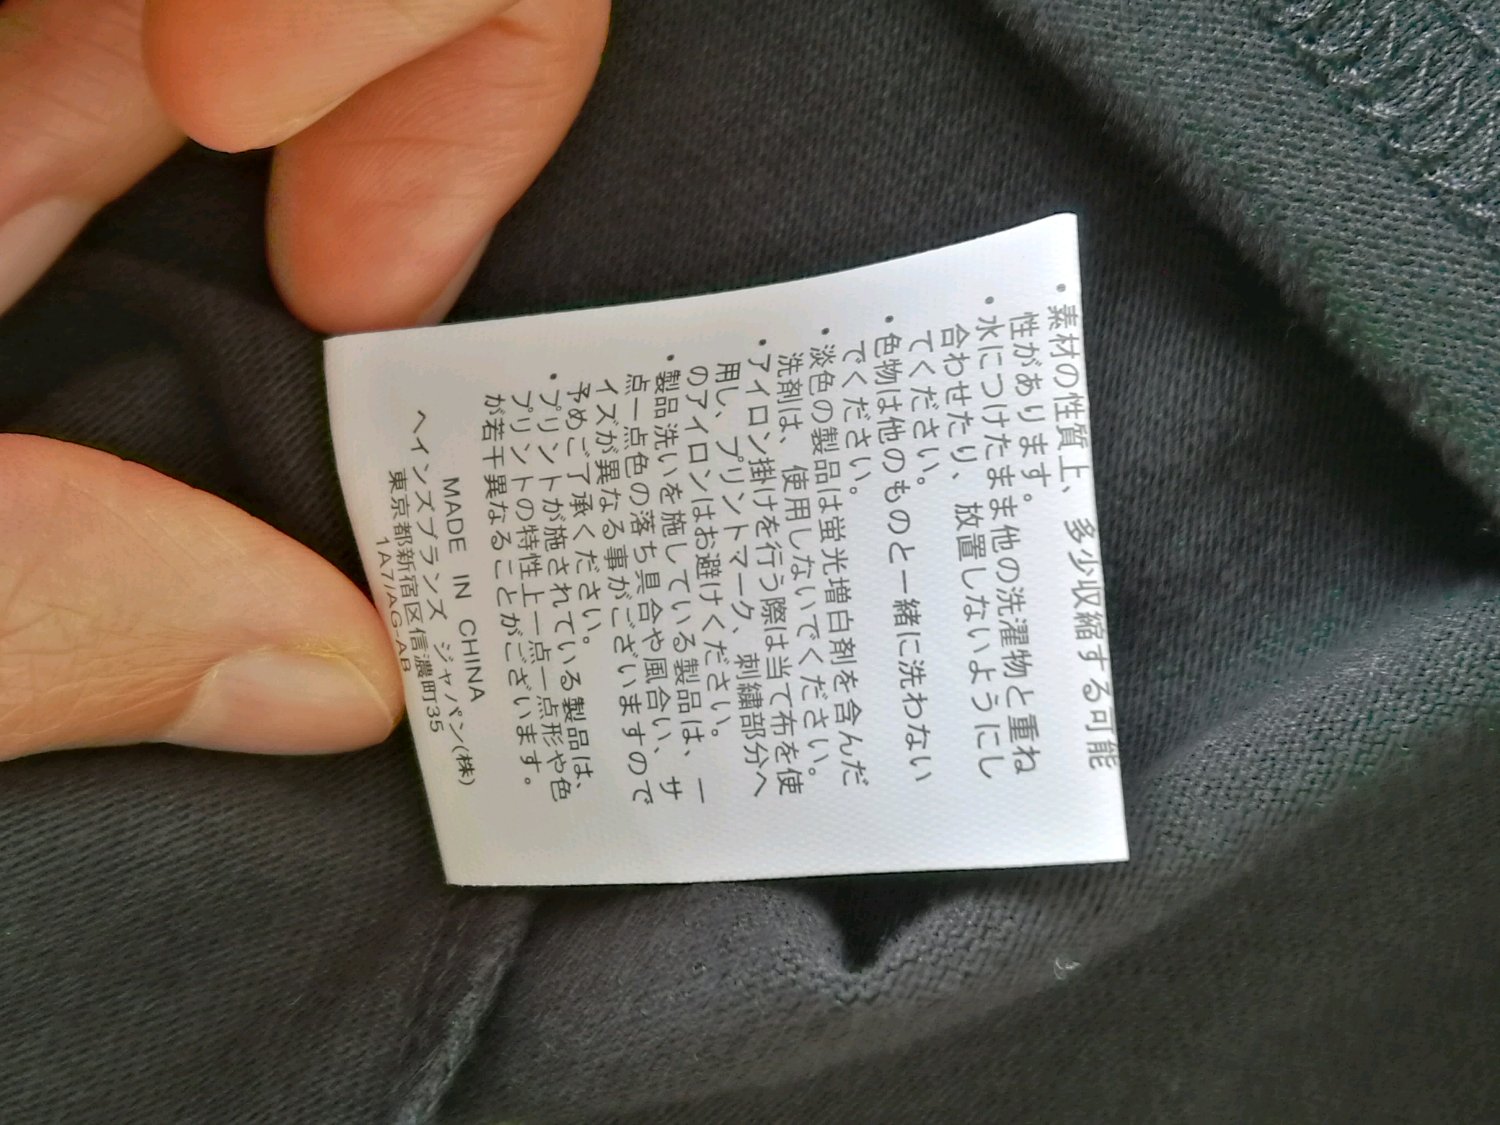 ・素材の性質上、多少収縮する可能
性があります。
・水につけたまま他の洗濯物と重ね
合わせたり、放置しないようにし
てください。
・色物は他のものと一緒に洗わない
でください。
・淡色の製品は蛍光増白剤を含んだ
洗剤は、使用しないでください。
・アイロン掛けを行う際は当て布を使
用し、プリントマーク、刺繍部分へ
のアイロンはお避けください。
・製品洗いを施している製品は、一
点一点色の落ち具合や風合い、サ
イズが異なる事がございますので
予めご了承ください。
・プリントが施されている製品は、
プリントの特性上一点一点形や色
が若干異なることがございます。
MADE IN CHINA
ヘインズブランズ ジャパン(株)
東京都新宿区信濃町35
1A7/AG-AB